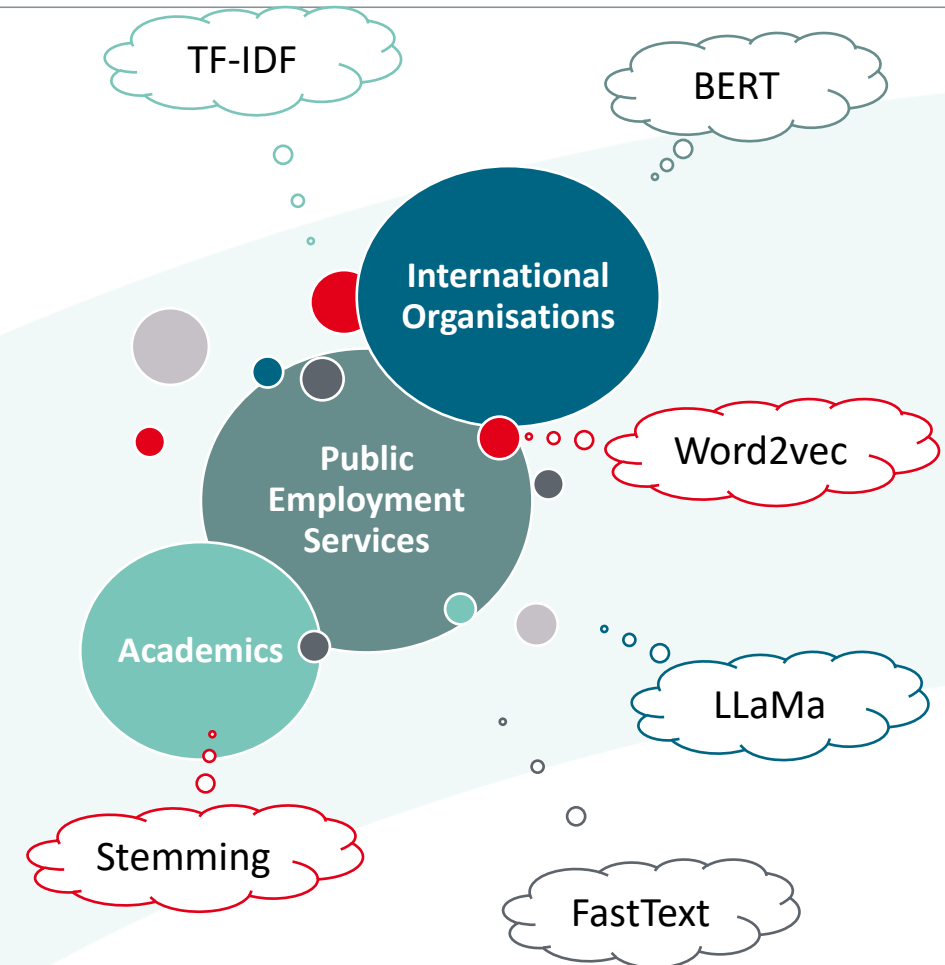 TF-IDF
BERT
International
Organisations
Word2vec
Public
Employment
Services
Academics
LLaMa
Stemming
FastText